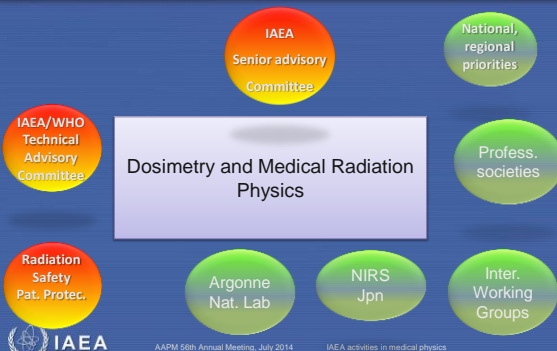 IAEA
Senior advisory
Committee
National,
regional
priorities
IAEA/WHO
Technical
Advisory
Committee
Dosimetry and Medical Radiation
Physics
Profess.
societies
Radiation
Safety
Pat. Protec.
Argonne
Nat. Lab
NIRS
Jpn
Inter.
Working
Groups
IAEA
AAPM 56th Annual Meeting, July 2014
IAEA activities in medical physics